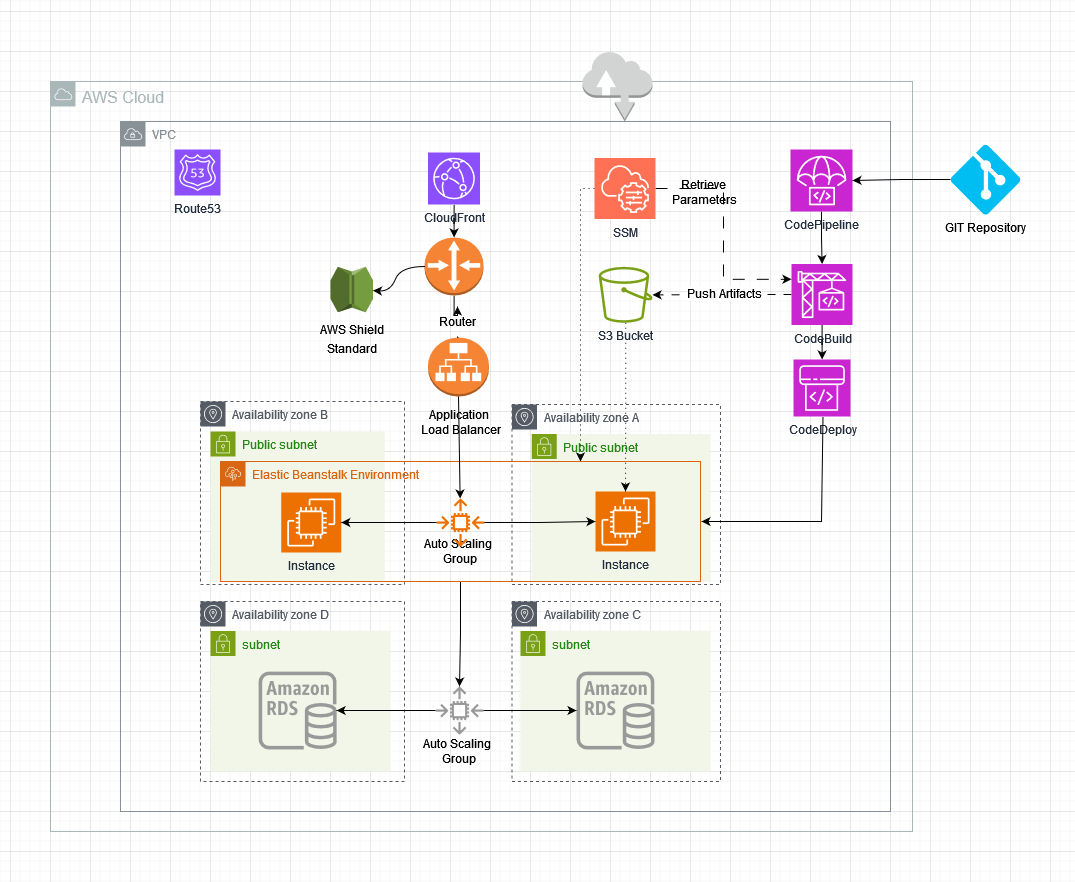 AWS Cloud
VPC
53
Route53
CloudFront
SSM
Retrieve
Parameters
CodePipeline
GIT Repository
AWS Shield
Standard
Router
S3 Bucket
Push Artifacts
CodeBuild
Application
Load Balancer
CodeDeploy
Availability zone B
Public subnet
Availability zone A
Public subnet
Elastic Beanstalk Environment
Instance
Auto Scaling
Group
Instance
Availability zone D
subnet
Availability zone C
subnet
Amazon
RDS
Amazon
RDS
Auto Scaling
Group